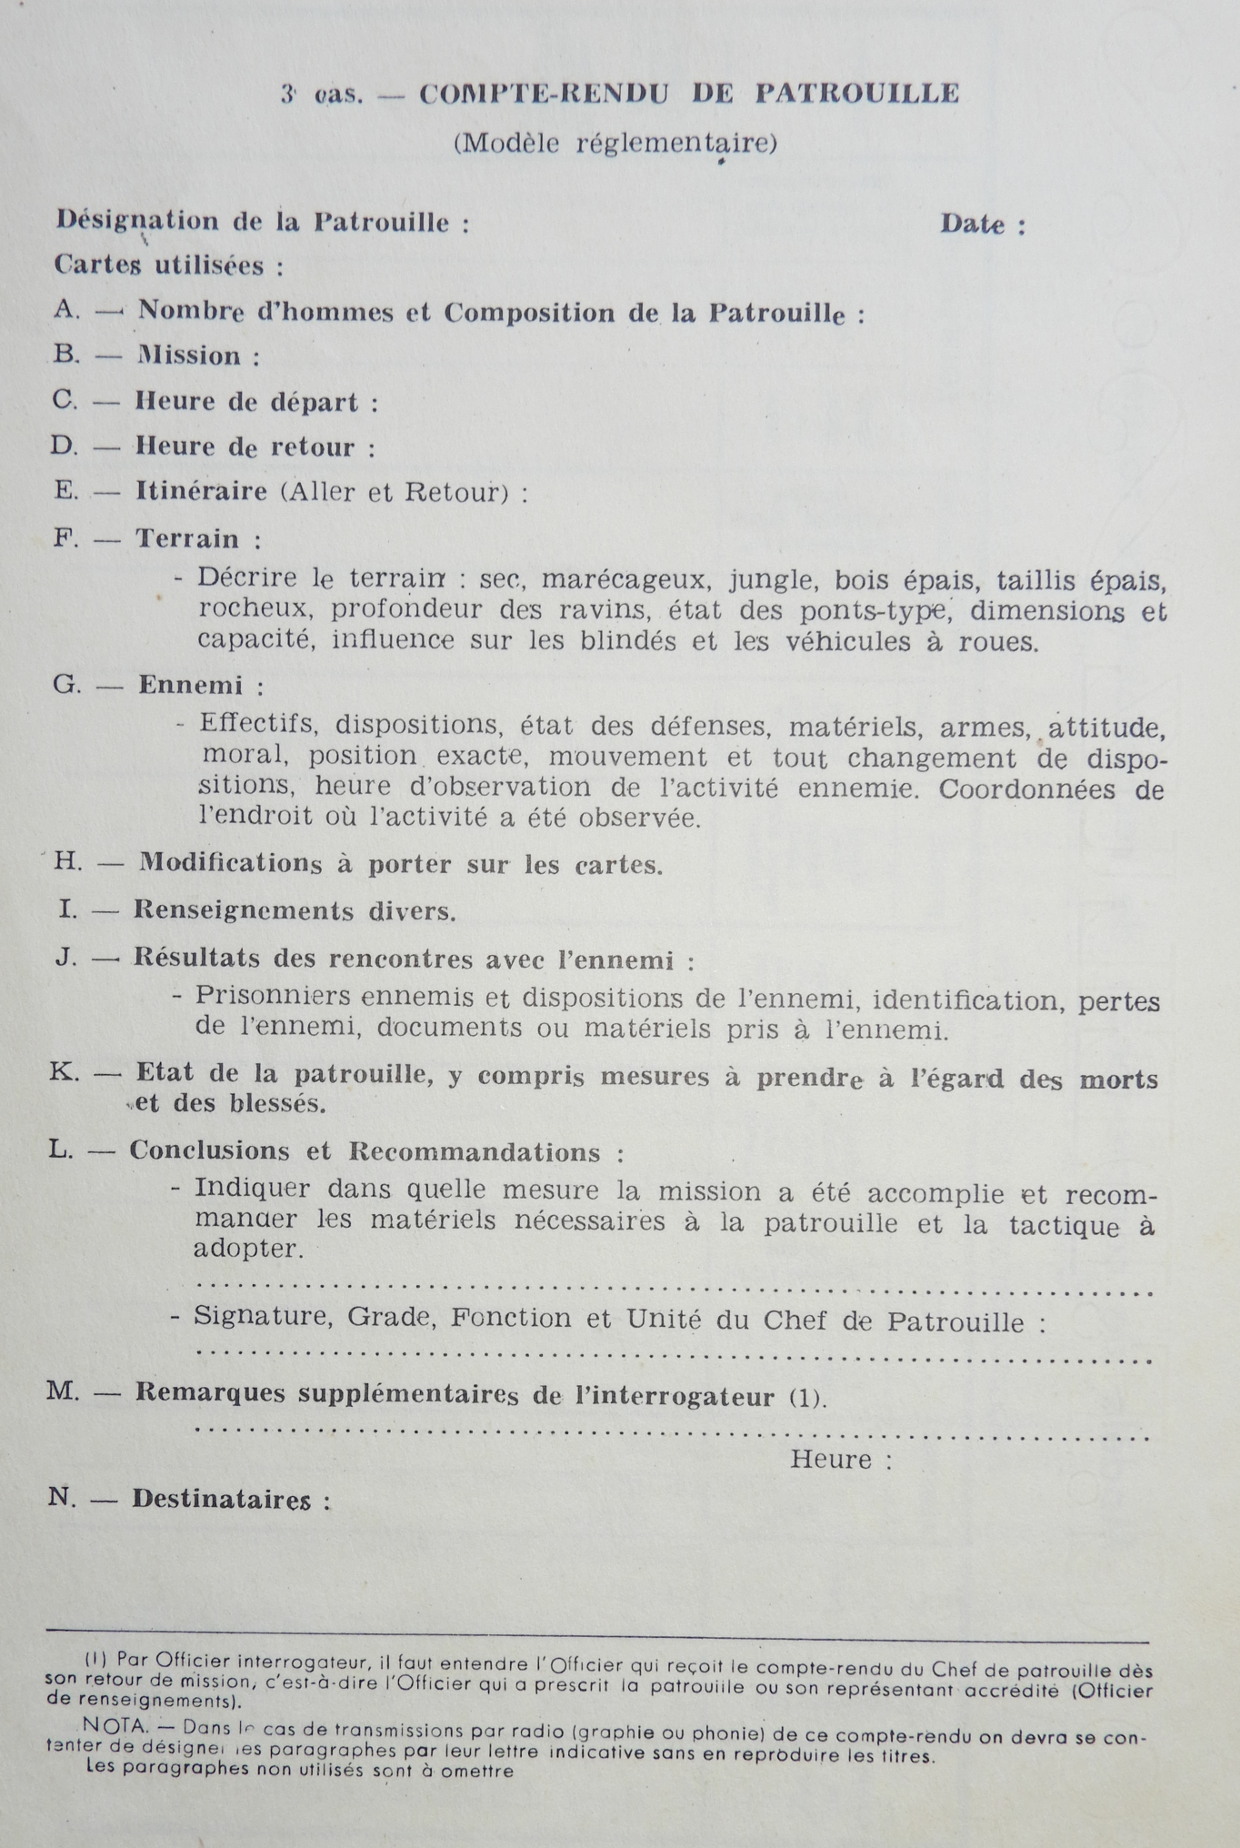 3e cas. — COMPTE-RENDU DE PATROUILLE
(Modèle réglementaire)
Désignation de la Patrouille : Date :
Cartes utilisées :
A. — Nombre d'hommes et Composition de la Patrouille :
B. — Mission :
C. — Heure de départ :
D. — Heure de retour :
E. — Itinéraire (Aller et Retour) :
F. — Terrain :
- Décrire le terrain : sec, marécageux, jungle, bois épais, taillis épais,
rocheux, profondeur des ravins, état des ponts-type, dimensions et
capacité, influence sur les blindés et les véhicules à roues.
G. — Ennemi :
- Effectifs, dispositions, état des défenses, matériels, armes, attitude,
moral, position exacte, mouvement et tout changement de dispo-
sitions, heure d'observation de l'activité ennemie. Coordonnées de
l'endroit où l'activité a été observée.
H. — Modifications à porter sur les cartes.
I. — Renseignements divers.
J. — Résultats des rencontres avec l'ennemi :
- Prisonniers ennemis et dispositions de l'ennemi, identification, pertes
de l'ennemi, documents ou matériels pris à l'ennemi.
K. — Etat de la patrouille, y compris mesures à prendre à l'égard des morts
et des blessés.
L. — Conclusions et Recommandations :
- Indiquer dans quelle mesure la mission a été accomplie et recom-
mander les matériels nécessaires à la patrouille et la tactique à
adopter.
- Signature, Grade, Fonction et Unité du Chef de Patrouille :
M. — Remarques supplémentaires de l'interrogateur (1).
Heure :
N. — Destinataires :
(1) Par Officier interrogateur, il faut entendre l'Officier qui reçoit le compte-rendu du Chef de patrouille dès
son retour de mission, c'est-à-dire l'Officier qui a prescrit la patrouille ou son représentant accrédité (Officier
de renseignements).
NOTA. — Dans le cas de transmissions par radio (graphie ou phonie) de ce compte-rendu on devra se con-
tenter de désigner les paragraphes par leur lettre indicative sans en reproduire les titres.
Les paragraphes non utilisés sont à omettre